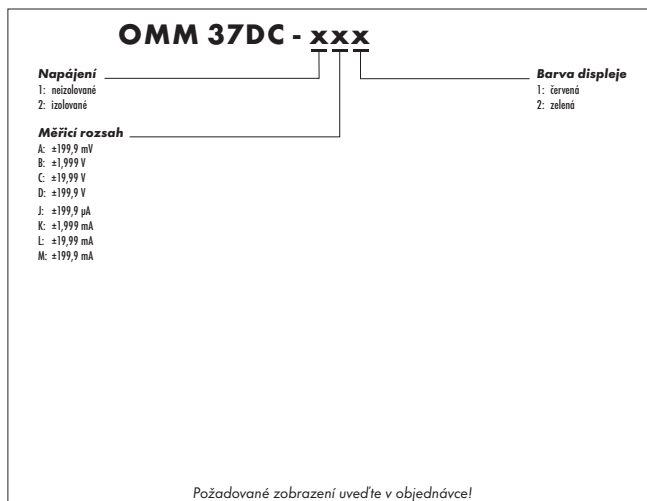 OMM 37DC - xxx
Napájení
1: neizolované
2: izolované
Měřicí rozsah
A: ±199,9 mV
B: ±1,999 V
C: ±19,99 V
D: ±199,9 V
J: ±199,9 µA
K: ±1,999 mA
L: ±19,99 mA
M: ±199,9 mA
Barva displeje
1: červená
2: zelená
Požadované zobrazení uveďte v objednávce!